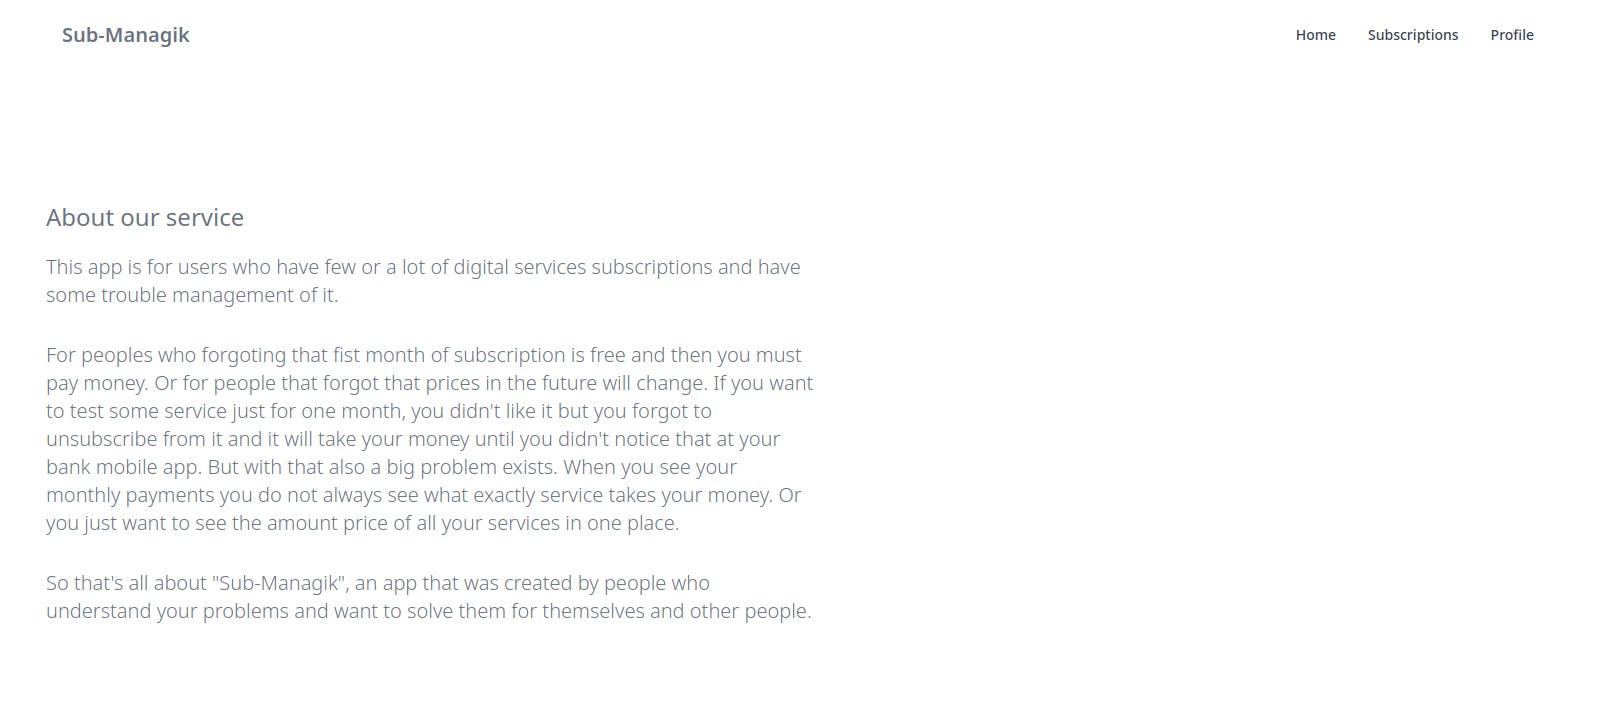 Sub-Managik
Home Subscriptions Profile
About our service
This app is for users who have few or a lot of digital services subscriptions and have
some trouble management of it.
For peoples who forgoting that fist month of subscription is free and then you must
pay money. Or for people that forgot that prices in the future will change. If you want
to test some service just for one month, you didn't like it but you forgot to
unsubscribe from it and it will take your money until you didn't notice that at your
bank mobile app. But with that also a big problem exists. When you see your
monthly payments you do not always see what exactly service takes your money. Or
you just want to see the amount price of all your services in one place.
So that's all about "Sub-Managik", an app that was created by people who
understand your problems and want to solve them for themselves and other people.